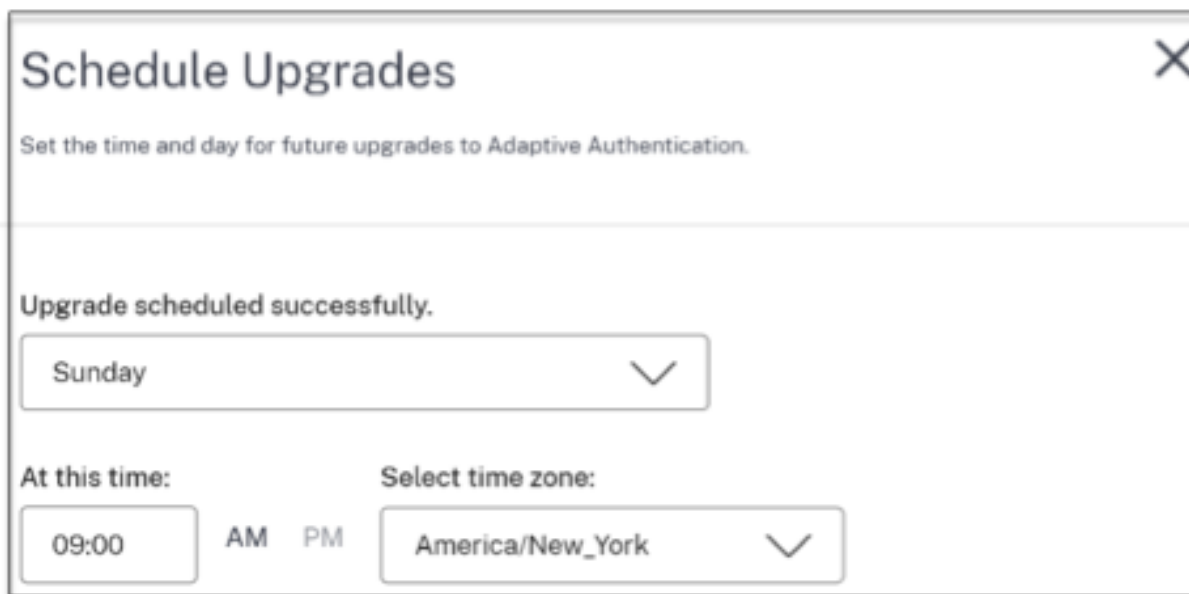 Schedule Upgrades
Set the time and day for future upgrades to Adaptive Authentication.
Upgrade scheduled successfully.
Sunday
At this time: Select time zone:
09:00 AM PM America/New_York